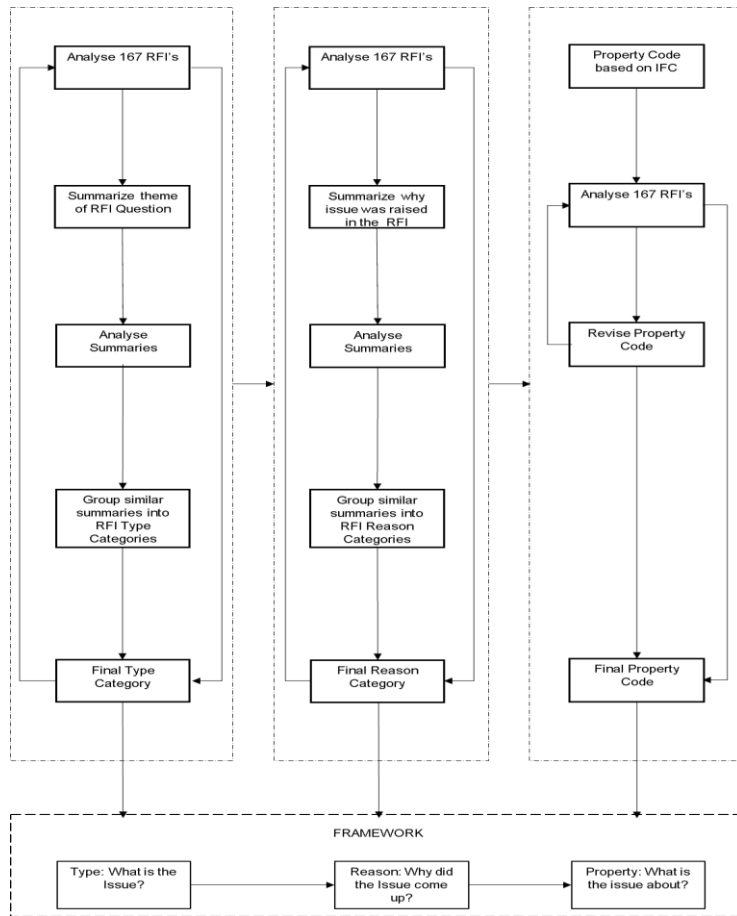 Analyse 167 RFI's
Summarize theme
of RFI Question
Analyse
Summaries
Group similar
summaries into
RFI Type
Categories
Final Type
Category
Analyse 167 RFI's
Summarize why
issue was raised
in the RFI
Analyse
Summaries
Group similar
summaries into
RFI Reason
Categories
Final Reason
Category
Property Code
based on IFC
Analyse 167 RFI's
Revise Property
Code
Final Property
Code
FRAMEWORK
Type: What is the
Issue?
Reason: Why did
the Issue come
up?
Property: What is
the issue about?